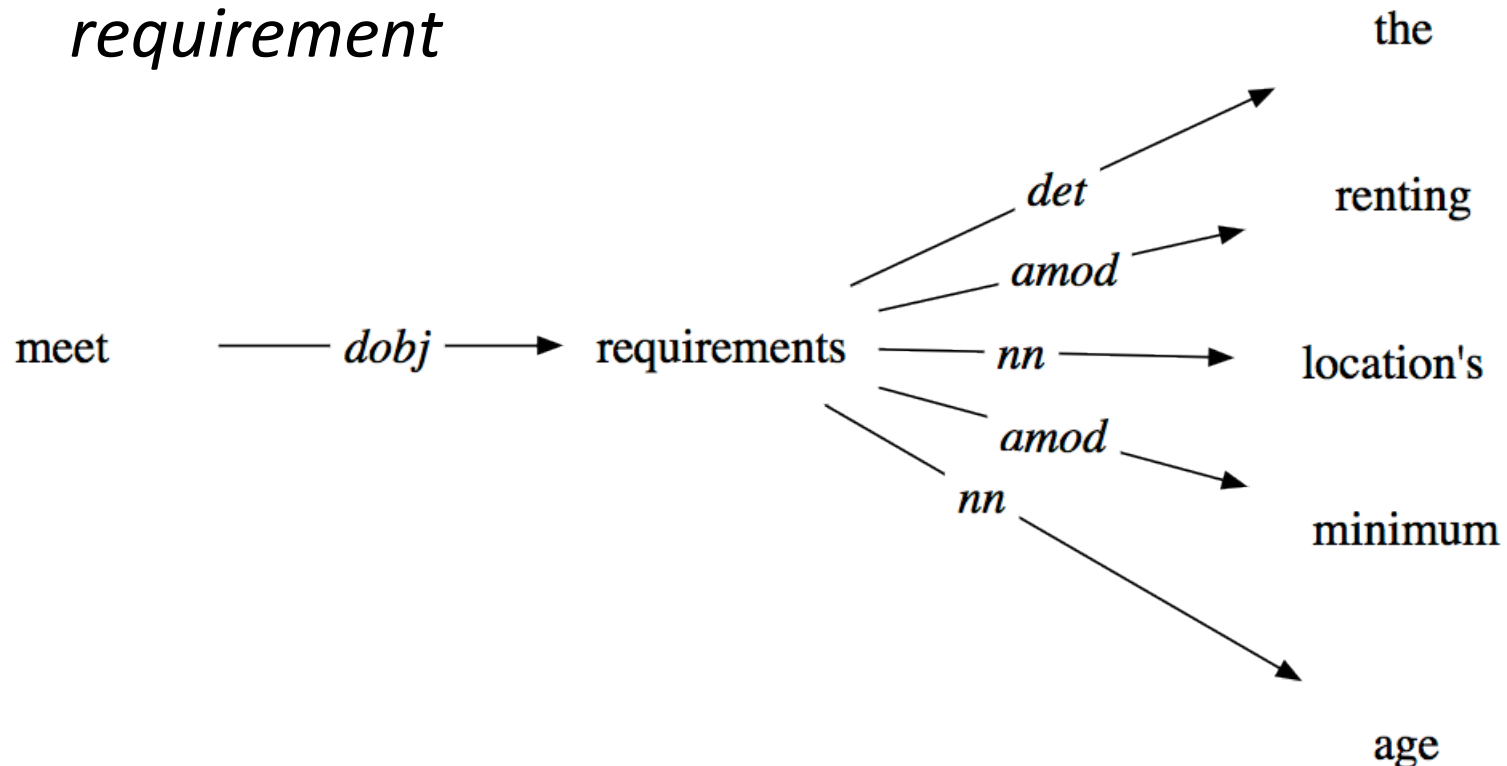 requirement
the
det
renting
amod
meet dobj requirements nn location's
amod
minimum
nn
age